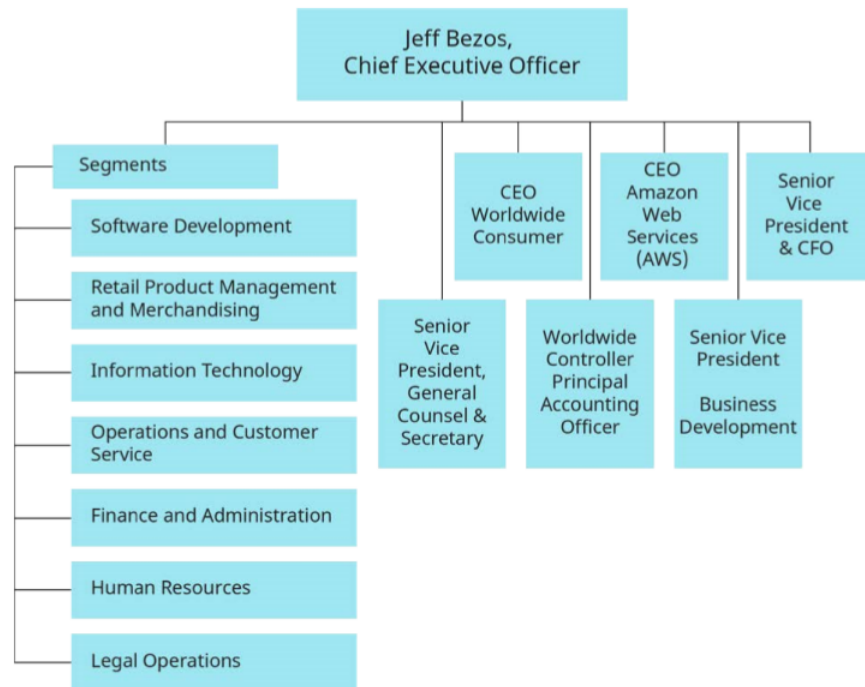 Jeff Bezos,
Chief Executive Officer
Segments
Software Development
Retail Product Management
and Merchandising
Information Technology
Operations and Customer
Service
Finance and Administration
Human Resources
Legal Operations
Senior
Vice
President,
General
Counsel &
Secretary
CEO
Worldwide
Consumer
Worldwide
Controller
Principal
Accounting
Officer
CEO
Amazon
Web
Services
(AWS)
Senior Vice
President
Business
Development
Senior
Vice
President
& CFO